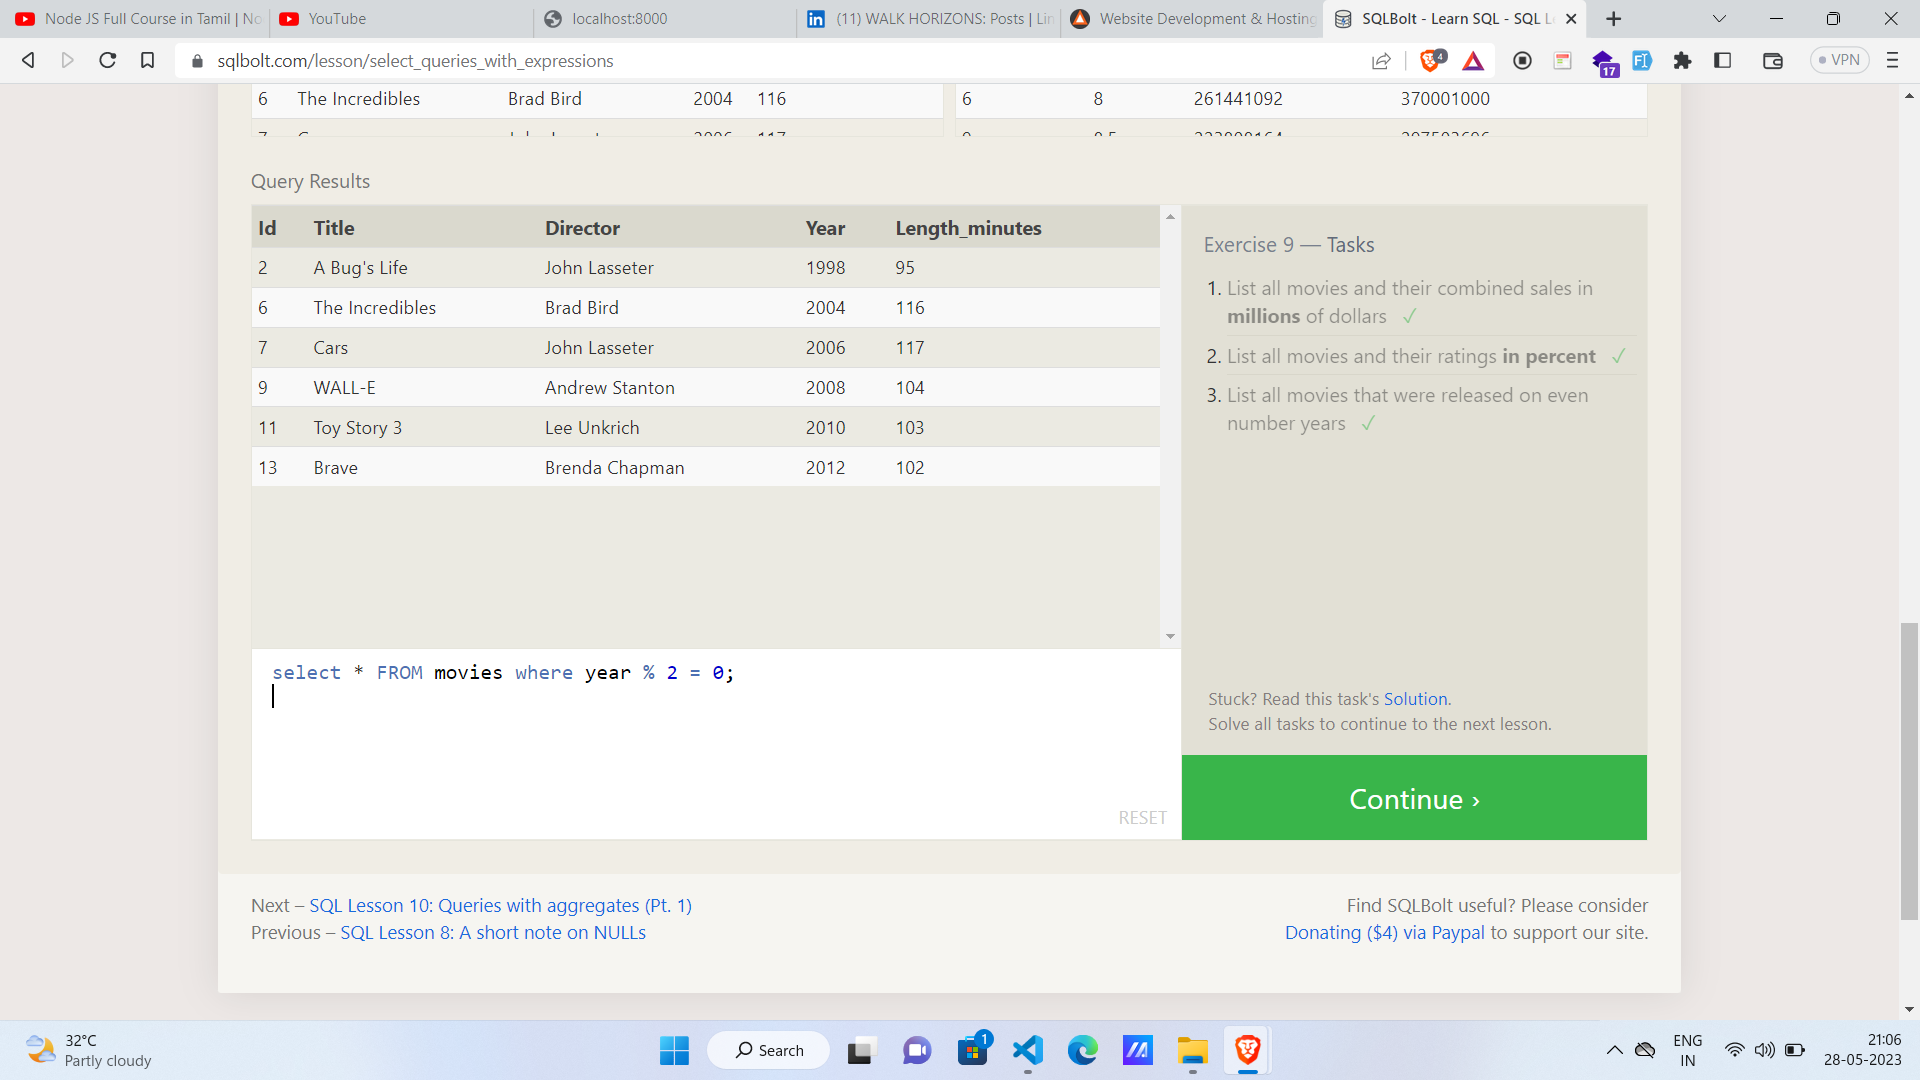 Node JS Full Course in Tamil | No
YouTube
localhost:8000
(11) WALK HORIZONS: Posts | Lin
Website Development & Hosting
SQLBolt - Learn SQL - SQL L
sqlbolt.com/lesson/select_queries_with_expressions
4
17
VPN
6 The Incredibles Brad Bird 2004 116
6 8 261441092 370001000
Query Results
Id Title Director Year Length_minutes
2 A Bug's Life John Lasseter 1998 95
6 The Incredibles Brad Bird 2004 116
7 Cars John Lasseter 2006 117
9 WALL-E Andrew Stanton 2008 104
11 Toy Story 3 Lee Unkrich 2010 103
13 Brave Brenda Chapman 2012 102
Exercise 9 — Tasks
1. List all movies and their combined sales in
millions of dollars ✓
2. List all movies and their ratings in percent ✓
3. List all movies that were released on even
number years ✓
select * FROM movies where year % 2 = 0;
RESET
Stuck? Read this task's Solution.
Solve all tasks to continue to the next lesson.
Continue ›
Next – SQL Lesson 10: Queries with aggregates (Pt. 1)
Previous – SQL Lesson 8: A short note on NULLs
Find SQLBolt useful? Please consider
Donating ($4) via Paypal to support our site.
32°C
Partly cloudy
Search
1
ENG
IN
21:06
28-05-2023